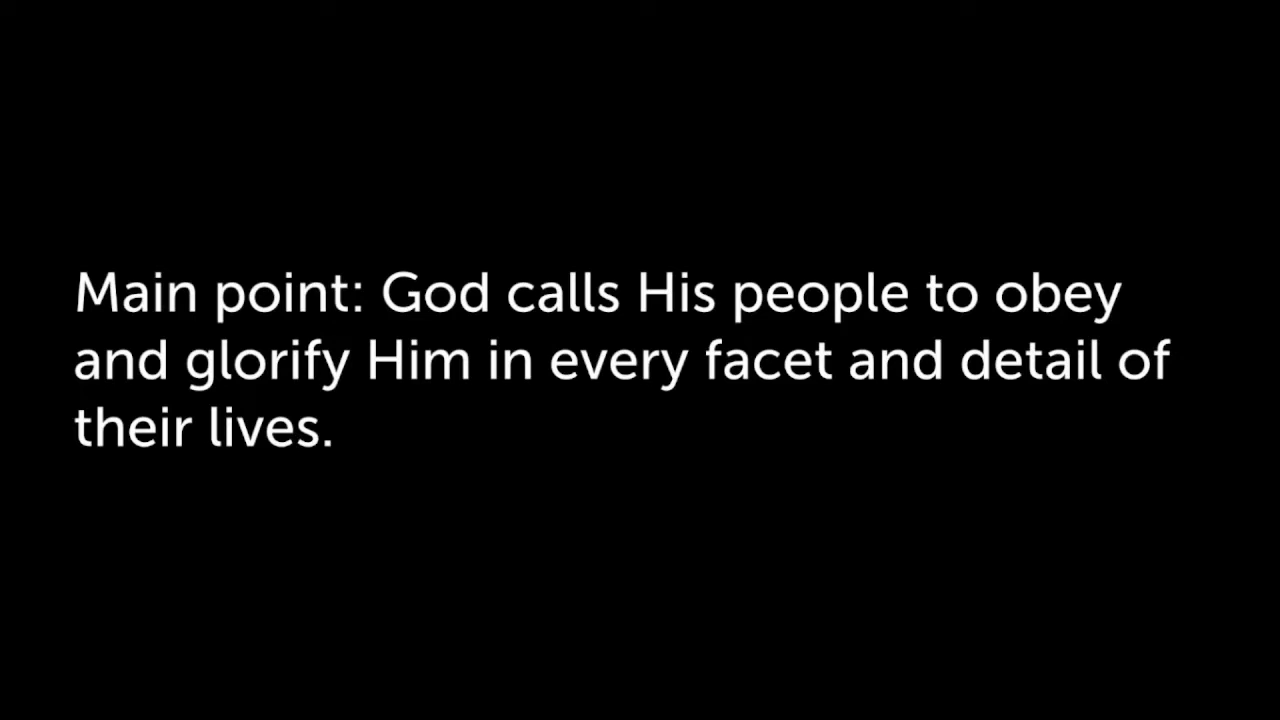 Main point: God calls His people to obey
and glorify Him in every facet and detail of
their lives.